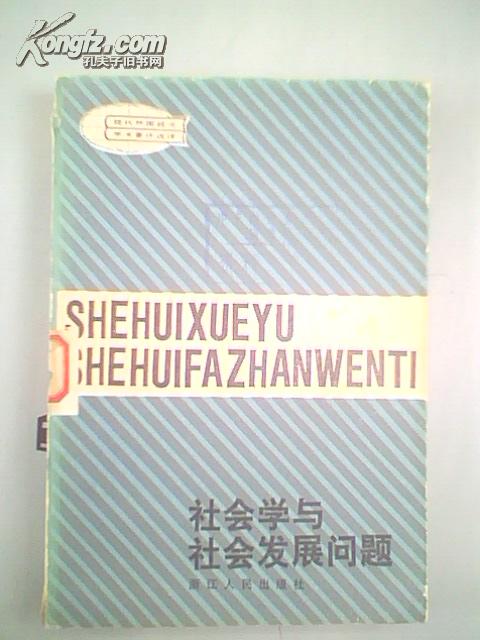 Kongfz.com
孔夫子旧书网
SHEHUIXUEYU
SHEHUIFAZHANWENTI
社会学与
社会发展问题
浙江人民出版社